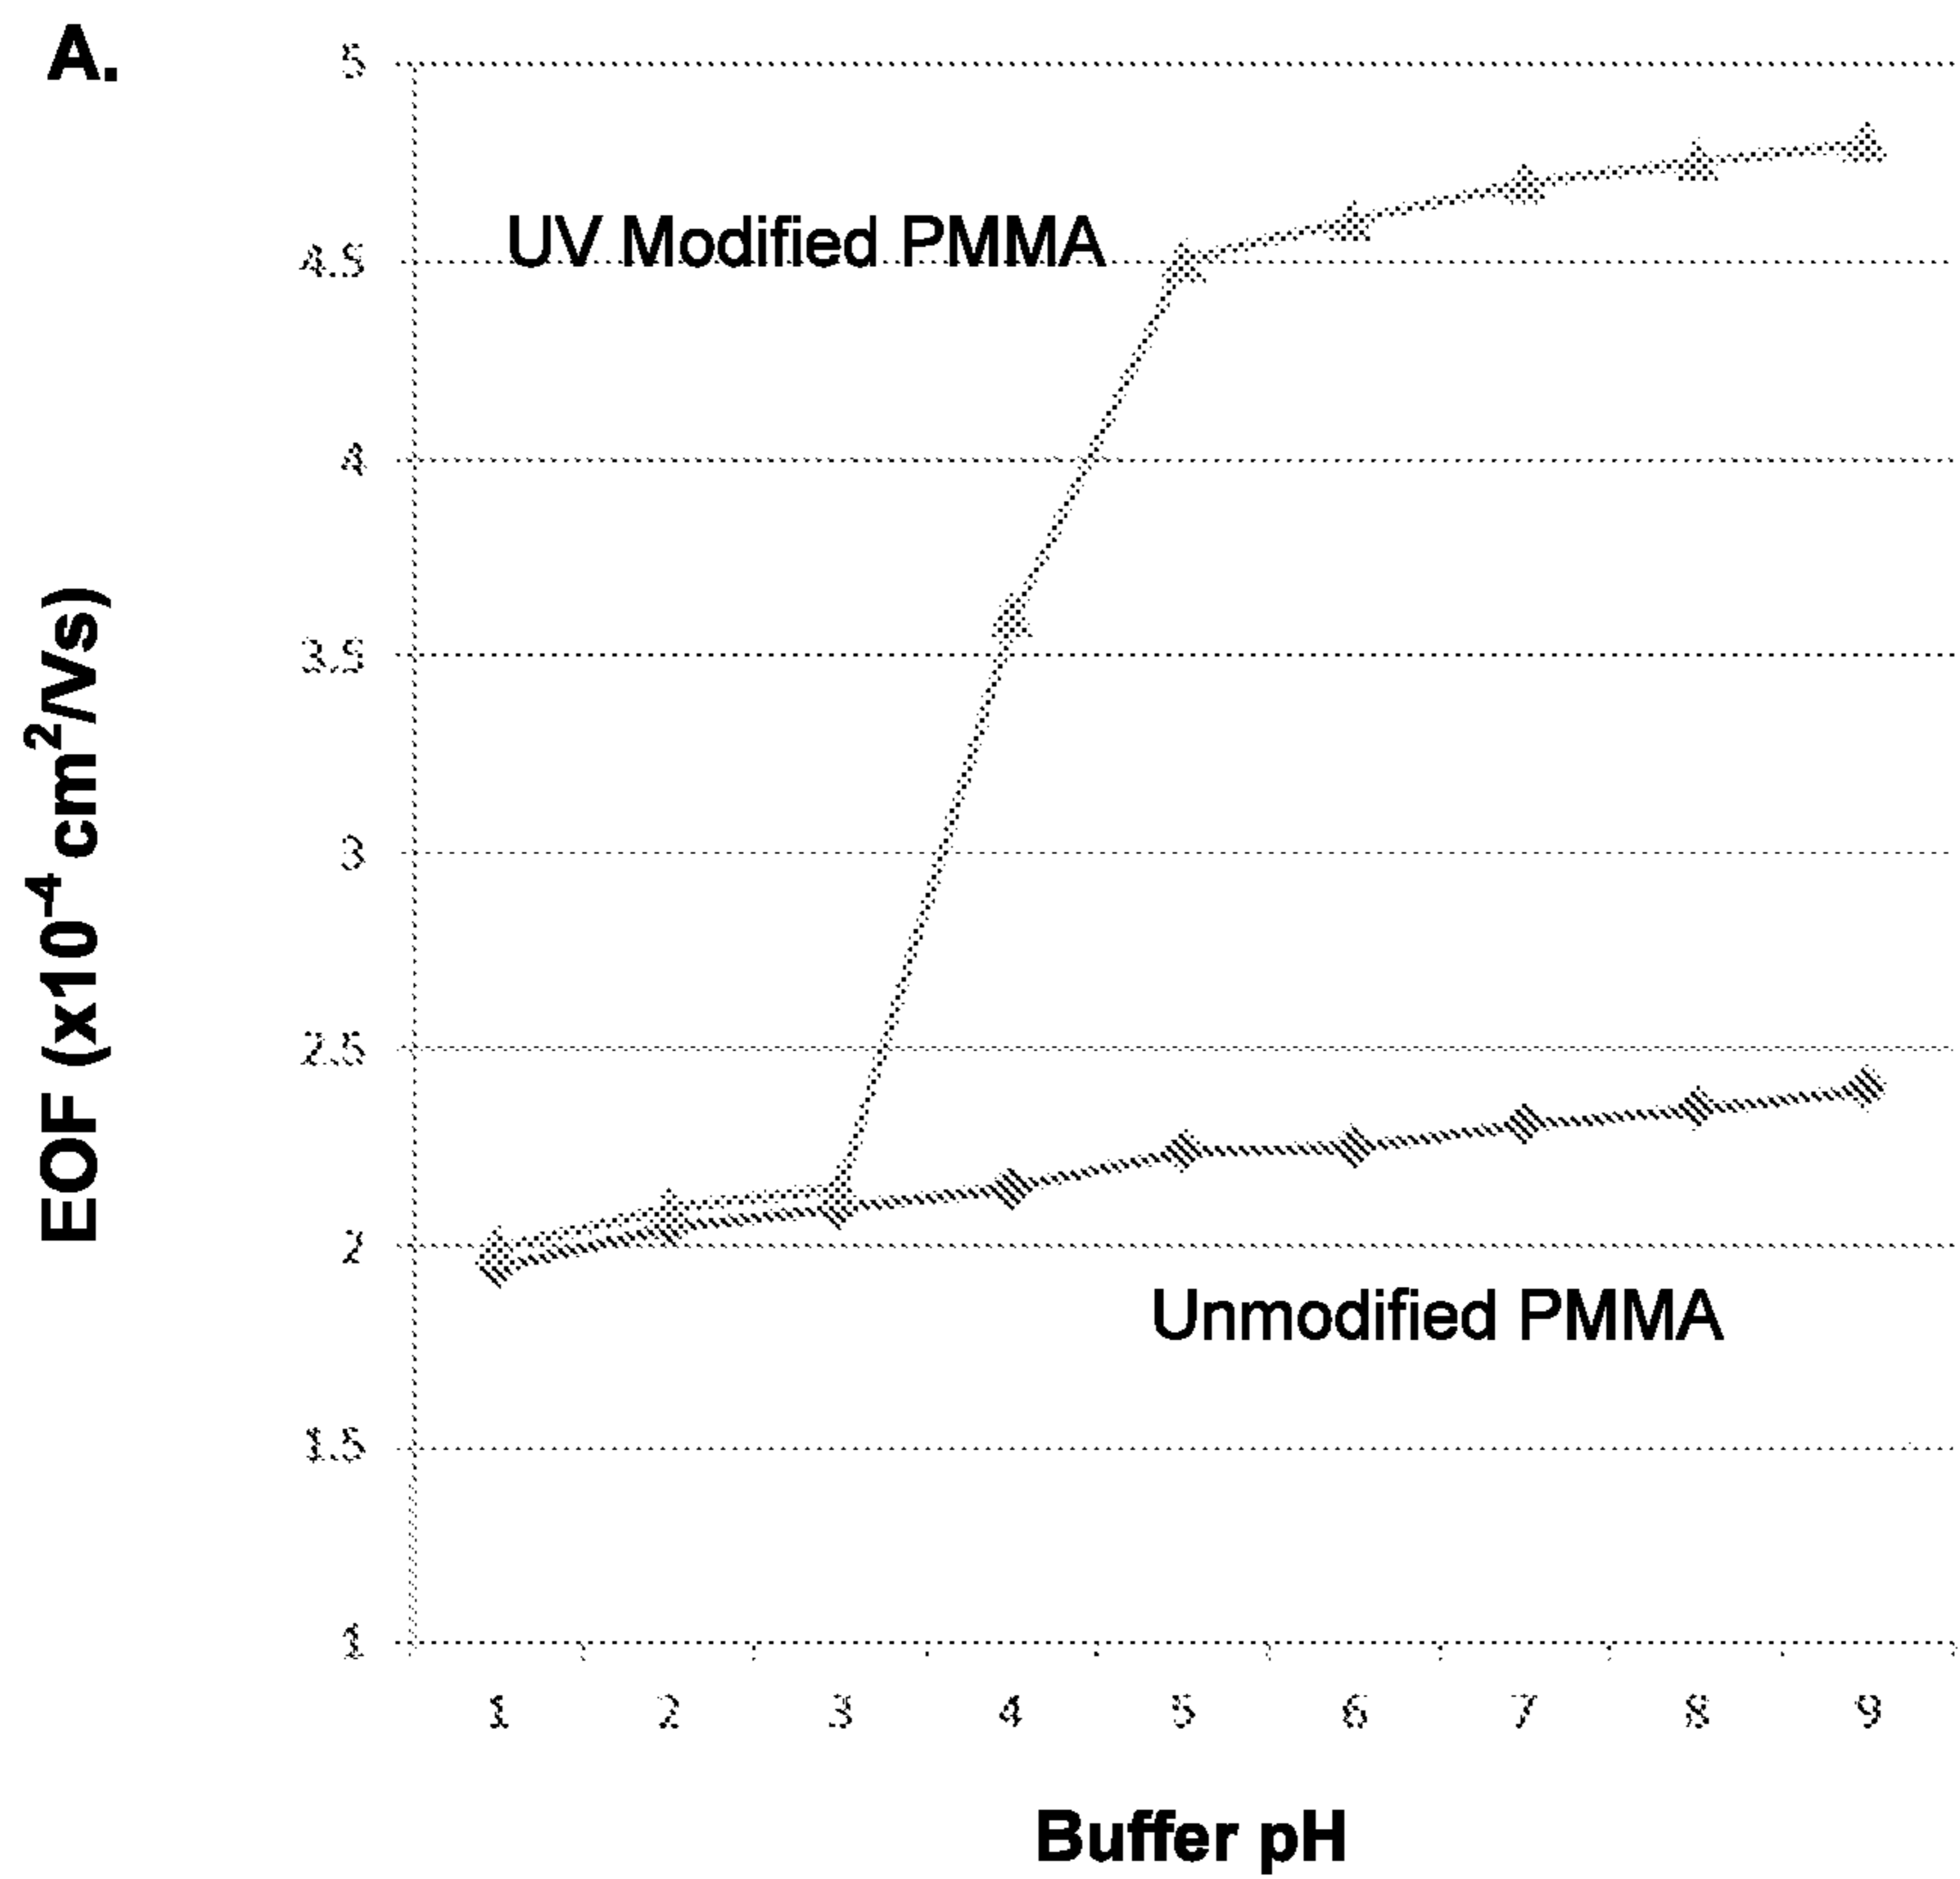 A.
5
UV Modified PMMA
4.5
4
3.5
3
2.5
2
Unmodified PMMA
1.5
1
EOF (x10⁻⁴ cm²/Vs)
1 2 3 4 5 6 7 8 9
Buffer pH